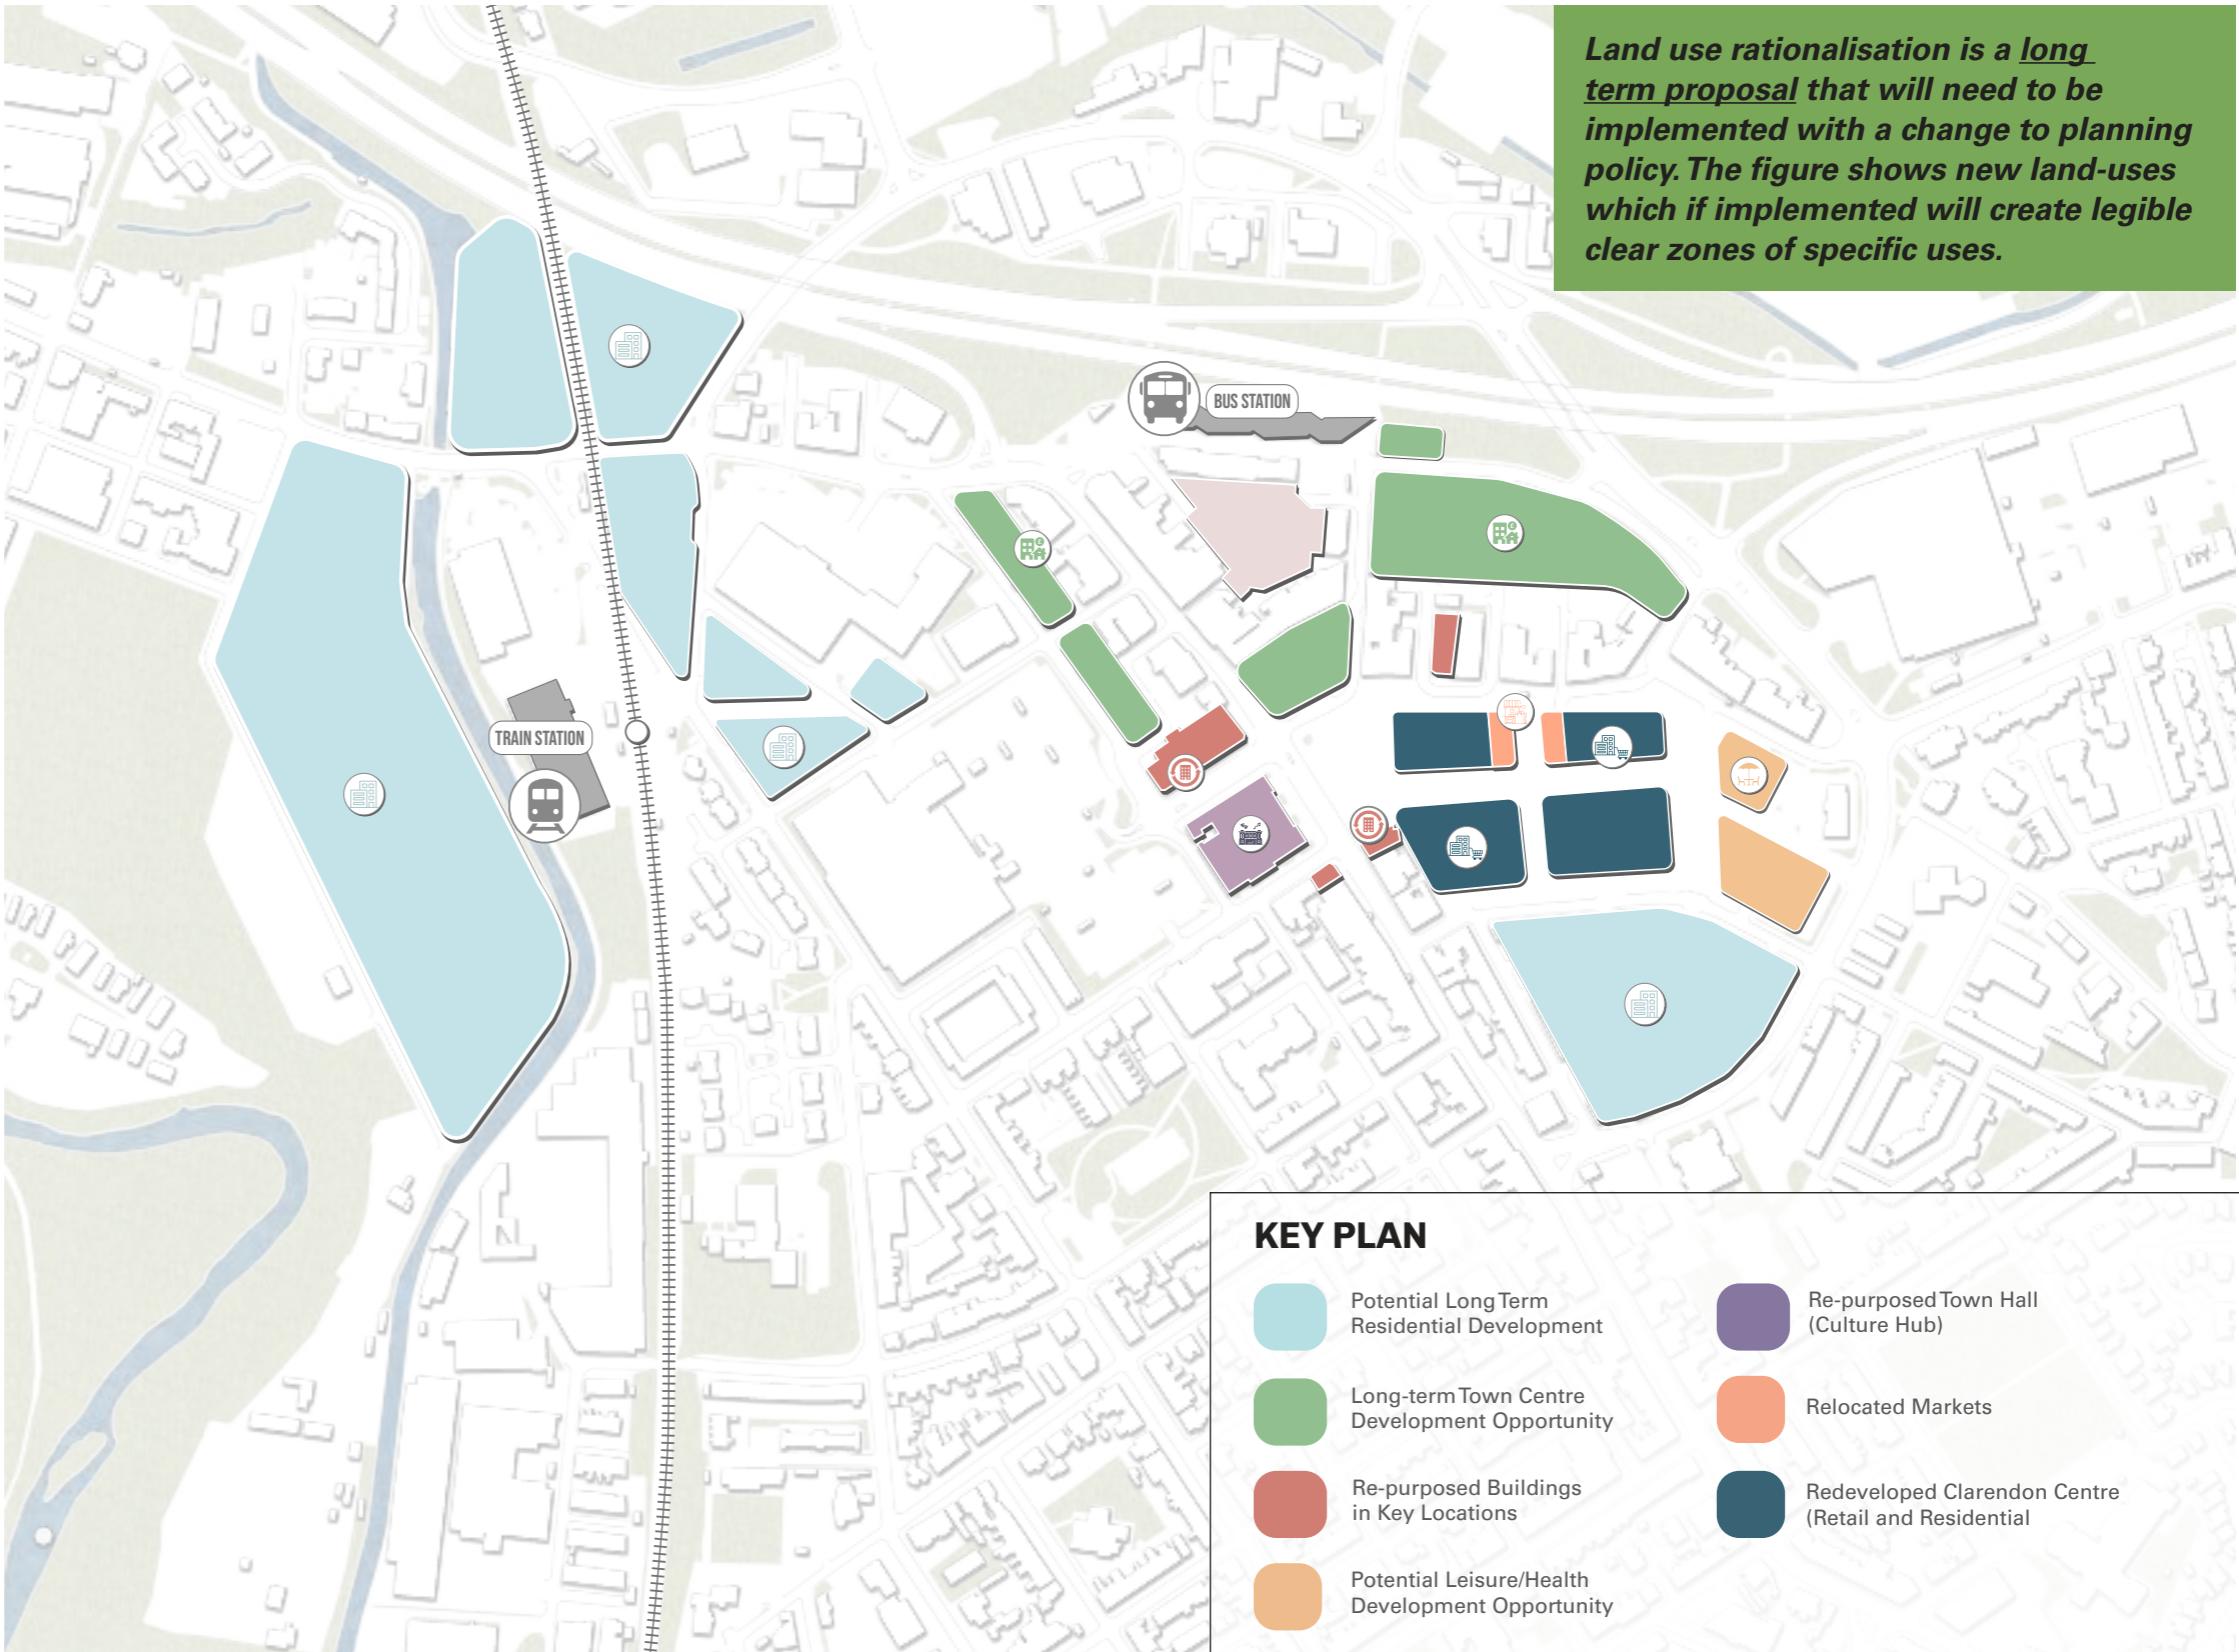 Land use rationalisation is a long
term proposal that will need to be
implemented with a change to planning
policy. The figure shows new land-uses
which if implemented will create legible
clear zones of specific uses.
BUS STATION
TRAIN STATION
KEY PLAN
Potential Long Term
Residential Development
Long-term Town Centre
Development Opportunity
Re-purposed Buildings
in Key Locations
Potential Leisure/Health
Development Opportunity
Re-purposed Town Hall
(Culture Hub)
Relocated Markets
Redeveloped Clarendon Centre
(Retail and Residential